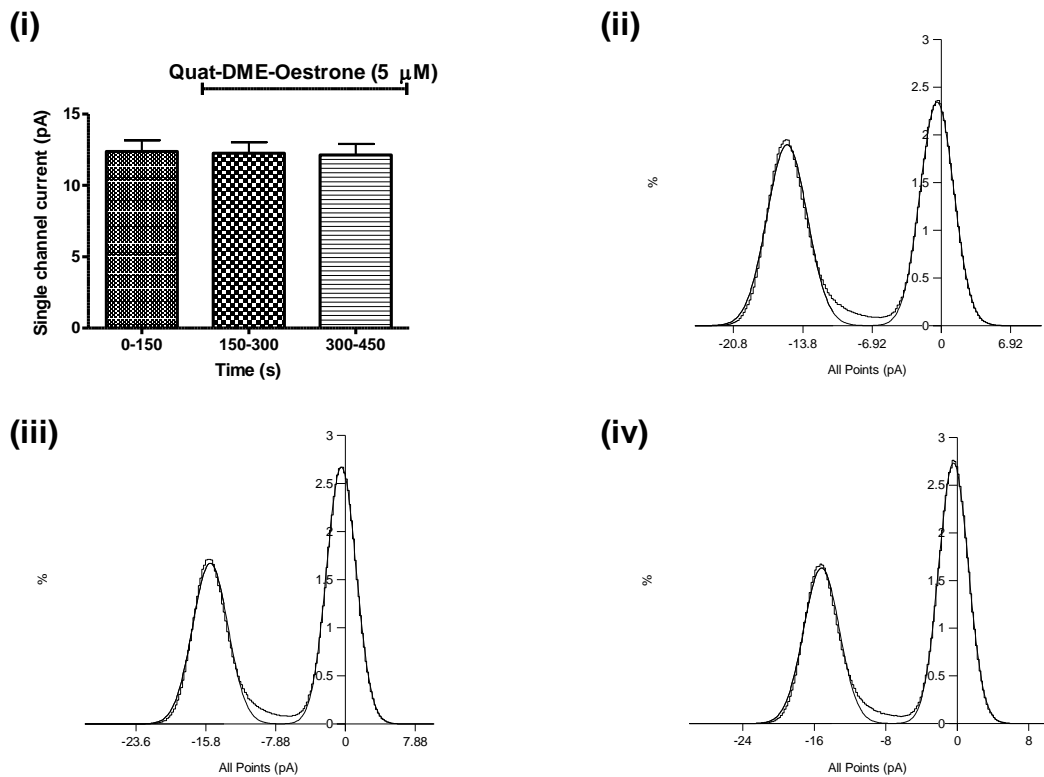 (i)
Quat-DME-Oestrone (5 μM)
Single channel current (pA)
15
10
5
0
0-150 150-300 300-450
Time (s)
(ii)
3
2.5
2
1.5
1
0.5
0
%
-20.8 -13.8 -6.92 0 6.92
All Points (pA)
(iii)
3
2.5
2
1.5
1
0.5
0
%
-23.6 -15.8 -7.88 0 7.88
All Points (pA)
(iv)
3
2.5
2
1.5
1
0.5
0
%
-24 -16 -8 0 8
All Points (pA)